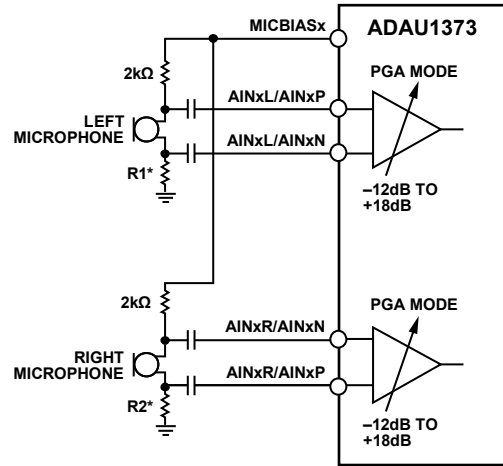 MICBIASx
ADAU1373
2kΩ
PGA MODE
AINxL/AINxP
LEFT
MICROPHONE
AINxL/AINxN
R1*
–12dB TO
+18dB
2kΩ
PGA MODE
AINxR/AINxN
RIGHT
MICROPHONE
AINxR/AINxP
R2*
–12dB TO
+18dB